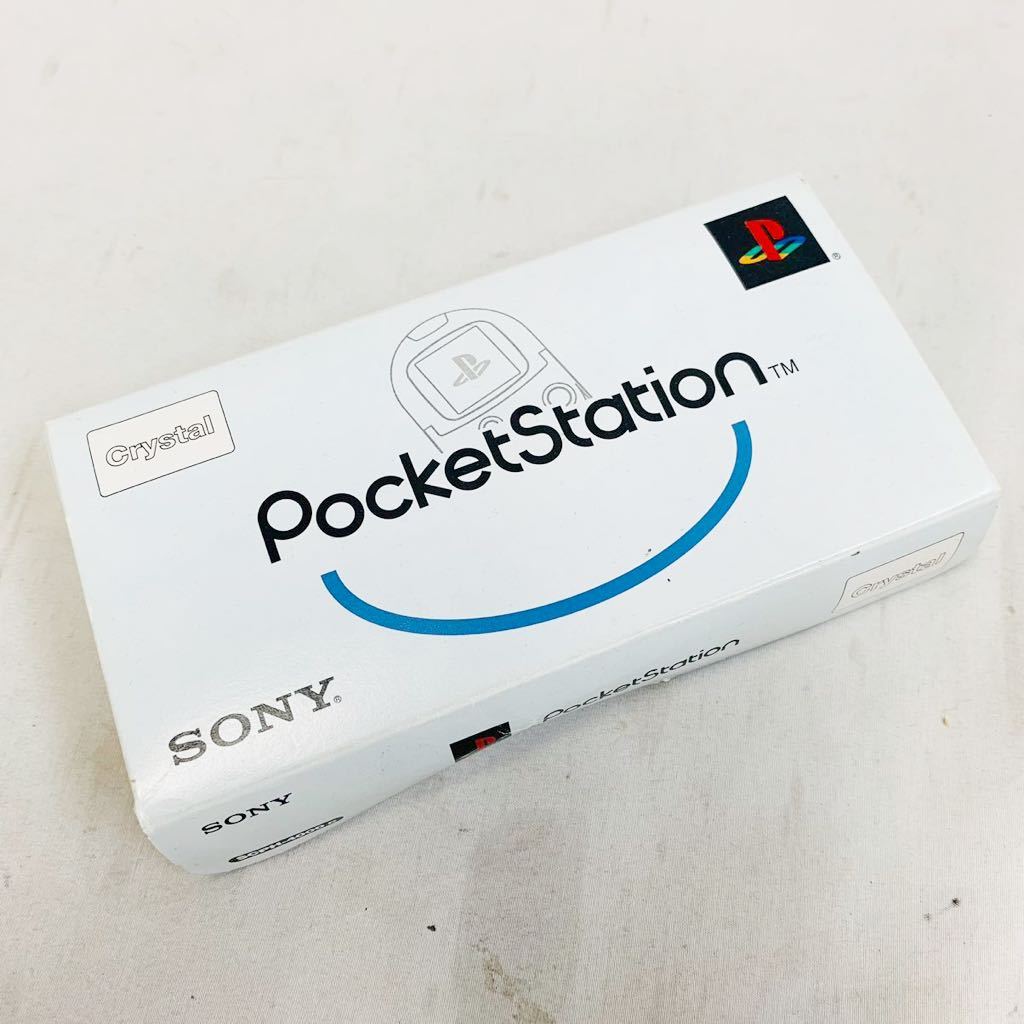 Crystal
PocketStation™
SONY®
®
Crystal
PocketStation
SONY